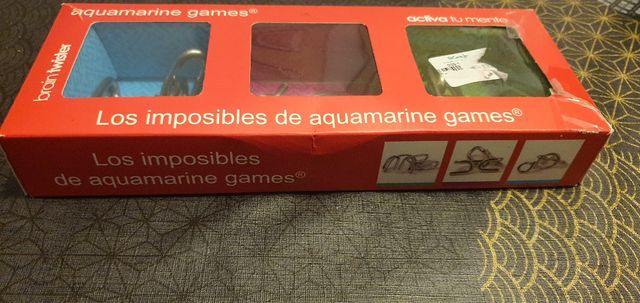 aquamarine games®
activa tu mente
brain twister
Los imposibles de aquamarine games®
Los imposibles
de aquamarine games®